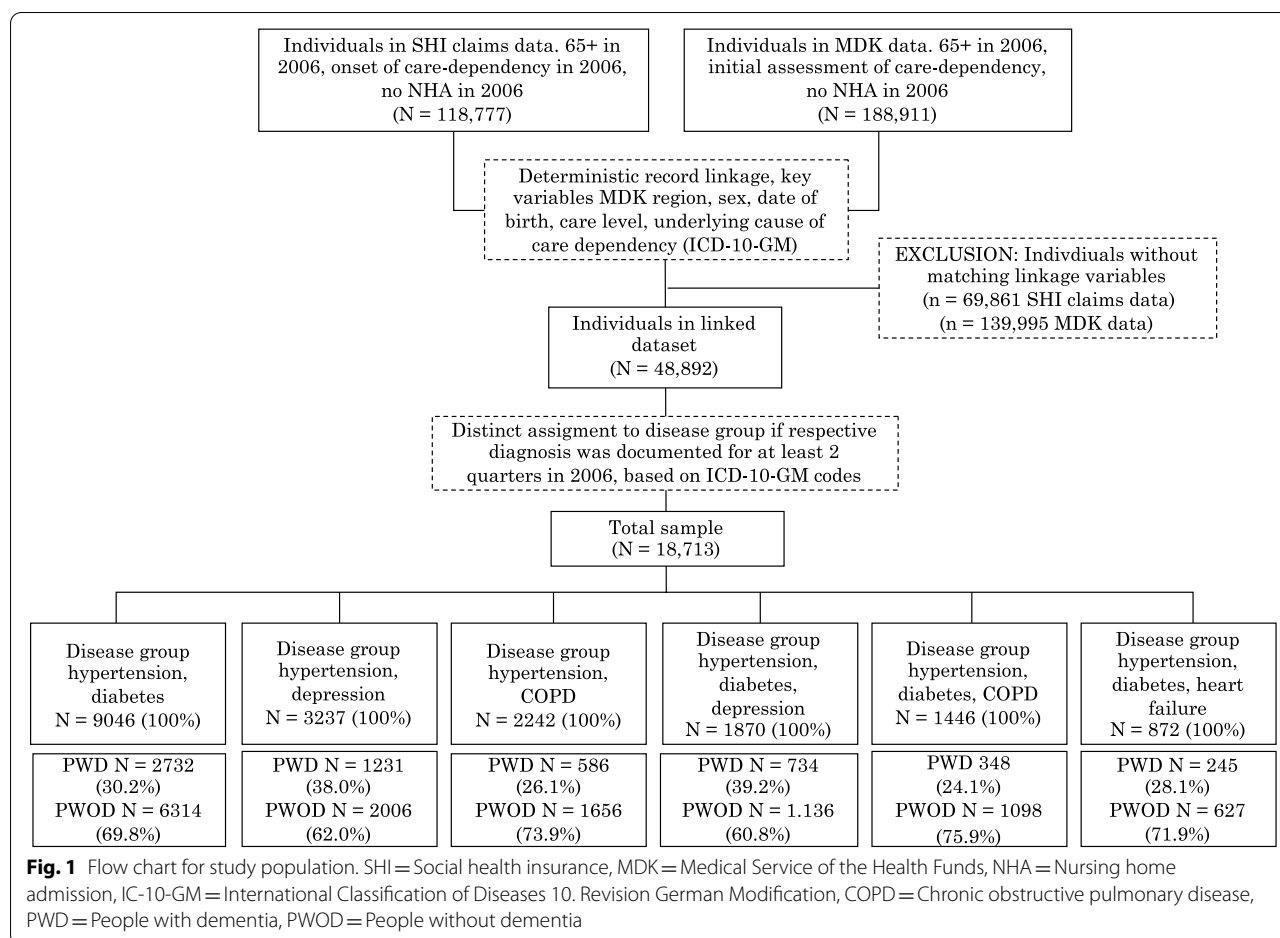 Individuals in SHI claims data. 65+ in
2006, onset of care-dependency in 2006,
no NHA in 2006
(N = 118,777)
Individuals in MDK data. 65+ in 2006,
initial assessment of care-dependency,
no NHA in 2006
(N = 188,911)
Deterministic record linkage, key
variables MDK region, sex, date of
birth, care level, underlying cause of
care dependency (ICD-10-GM)
EXCLUSION: Indivdiuals without
matching linkage variables
(n = 69,861 SHI claims data)
(n = 139,995 MDK data)
Individuals in linked
dataset
(N = 48,892)
Distinct assigment to disease group if respective
diagnosis was documented for at least 2
quarters in 2006, based on ICD-10-GM codes
Total sample
(N = 18,713)
Disease group
hypertension,
diabetes
N = 9046 (100%)
Disease group
hypertension,
depression
N = 3237 (100%)
Disease group
hypertension,
COPD
N = 2242 (100%)
Disease group
hypertension,
diabetes,
depression
N = 1870 (100%)
Disease group
hypertension,
diabetes, COPD
N = 1446 (100%)
Disease group
hypertension,
diabetes, heart
failure
N = 872 (100%)
PWD N = 2732
(30.2%)
PWOD N = 6314
(69.8%)
PWD N = 1231
(38.0%)
PWOD N = 2006
(62.0%)
PWD N = 586
(26.1%)
PWOD N = 1656
(73.9%)
PWD N = 734
(39.2%)
PWOD N = 1.136
(60.8%)
PWD 348
(24.1%)
PWOD N = 1098
(75.9%)
PWD N = 245
(28.1%)
PWOD N = 627
(71.9%)
Fig. 1 Flow chart for study population. SHI = Social health insurance, MDK = Medical Service of the Health Funds, NHA = Nursing home
admission, IC-10-GM = International Classification of Diseases 10. Revision German Modification, COPD = Chronic obstructive pulmonary disease,
PWD = People with dementia, PWOD = People without dementia